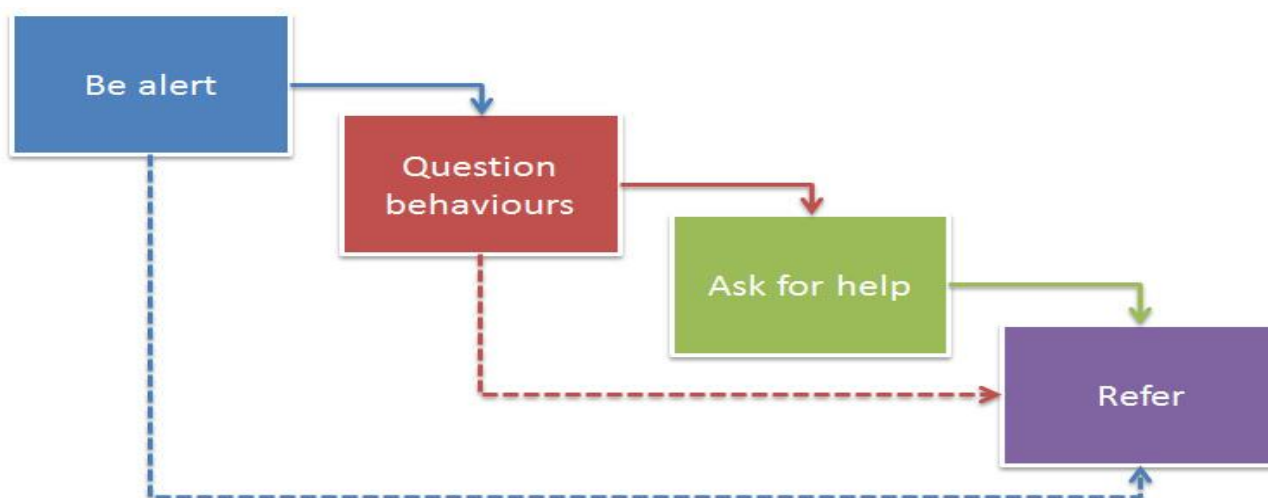 Be alert
Question
behaviours
Ask for help
Refer